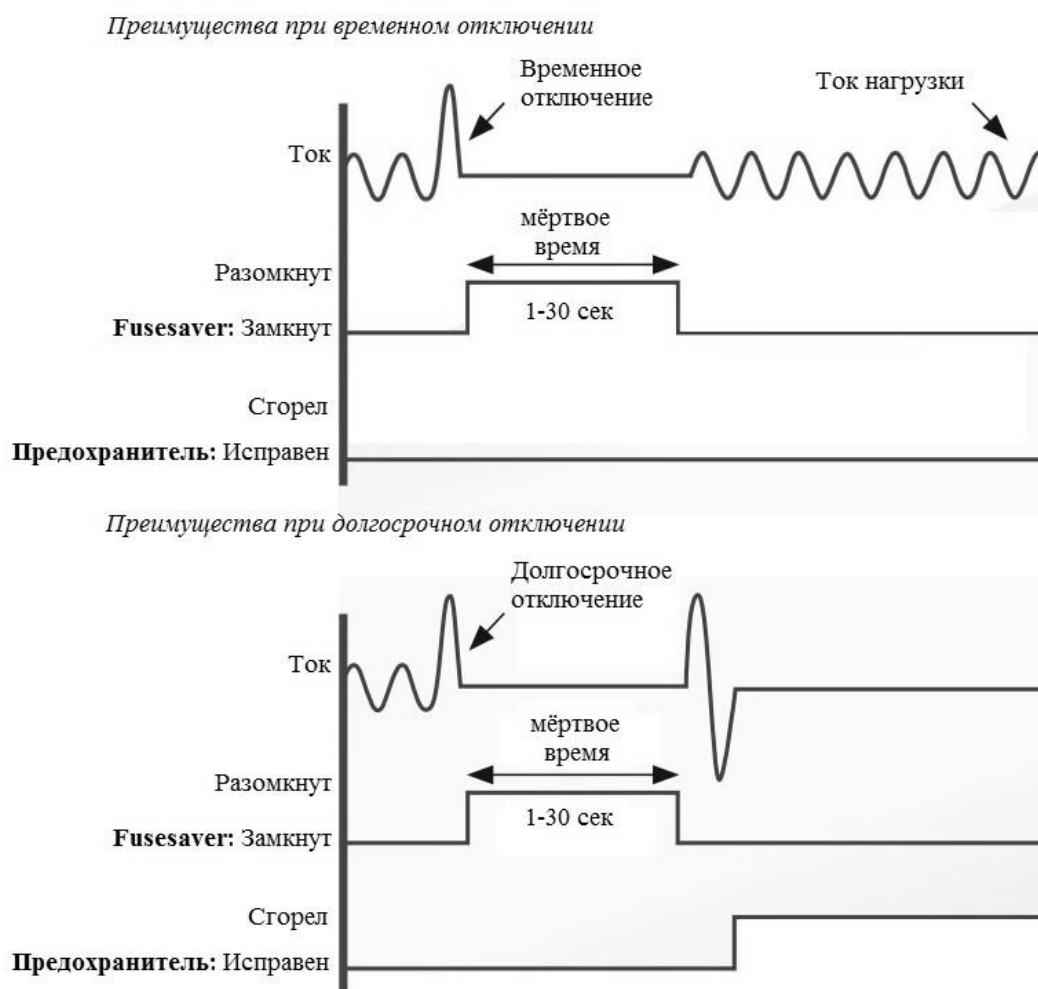 Преимущества при временном отключении
Временное
отключение
Ток нагрузки
Ток
мёртвое
время
Разомкнут
1-30 сек
Fusesaver: Замкнут
Сгорел
Предохранитель: Исправен
Преимущества при долгосрочном отключении
Долгосрочное
отключение
Ток
мёртвое
время
Разомкнут
1-30 сек
Fusesaver: Замкнут
Сгорел
Предохранитель: Исправен